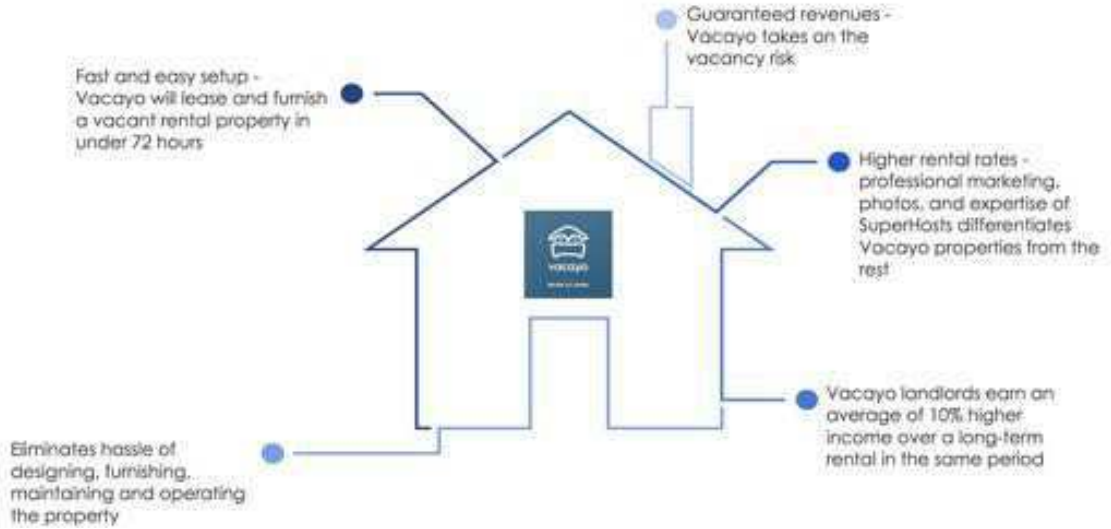 Guaranteed revenues -
Vacayo takes on the
vacancy risk
Fast and easy setup -
Vacayo will lease and furnish
a vacant rental property in
under 72 hours
Higher rental rates -
professional marketing,
photos, and expertise of
SuperHosts differentiates
Vacayo properties from the
rest
vacayo
Vacayo landlords earn an
average of 10% higher
income over a long-term
rental in the same period
Eliminates hassle of
designing, furnishing,
maintaining and operating
the property